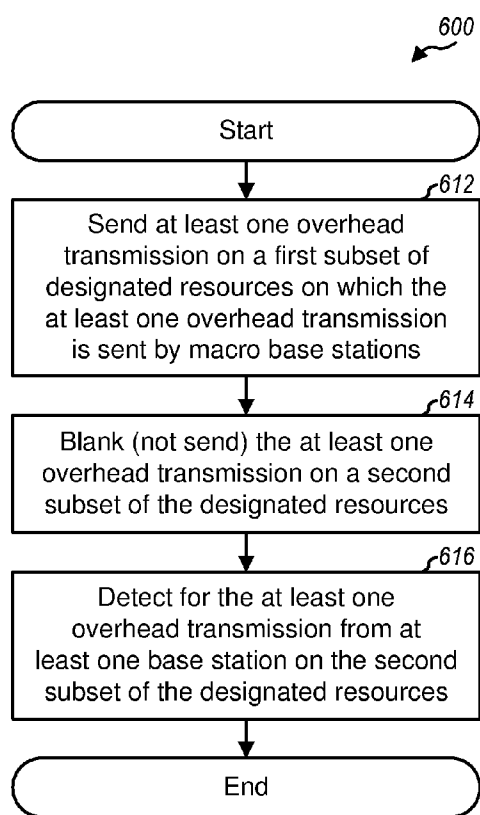 600
Start
612
Send at least one overhead
transmission on a first subset of
designated resources on which the
at least one overhead transmission
is sent by macro base stations
614
Blank (not send) the at least one
overhead transmission on a second
subset of the designated resources
616
Detect for the at least one
overhead transmission from at
least one base station on the second
subset of the designated resources
End